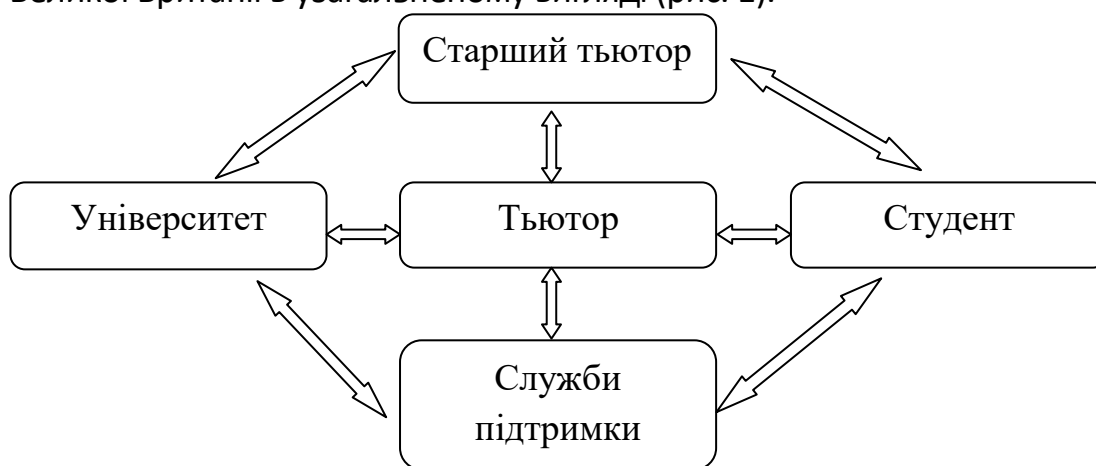 Великої Британії в узагальненому вигляді (рис. 1).
Старший тьютор
Університет
Тьютор
Студент
Служби
підтримки